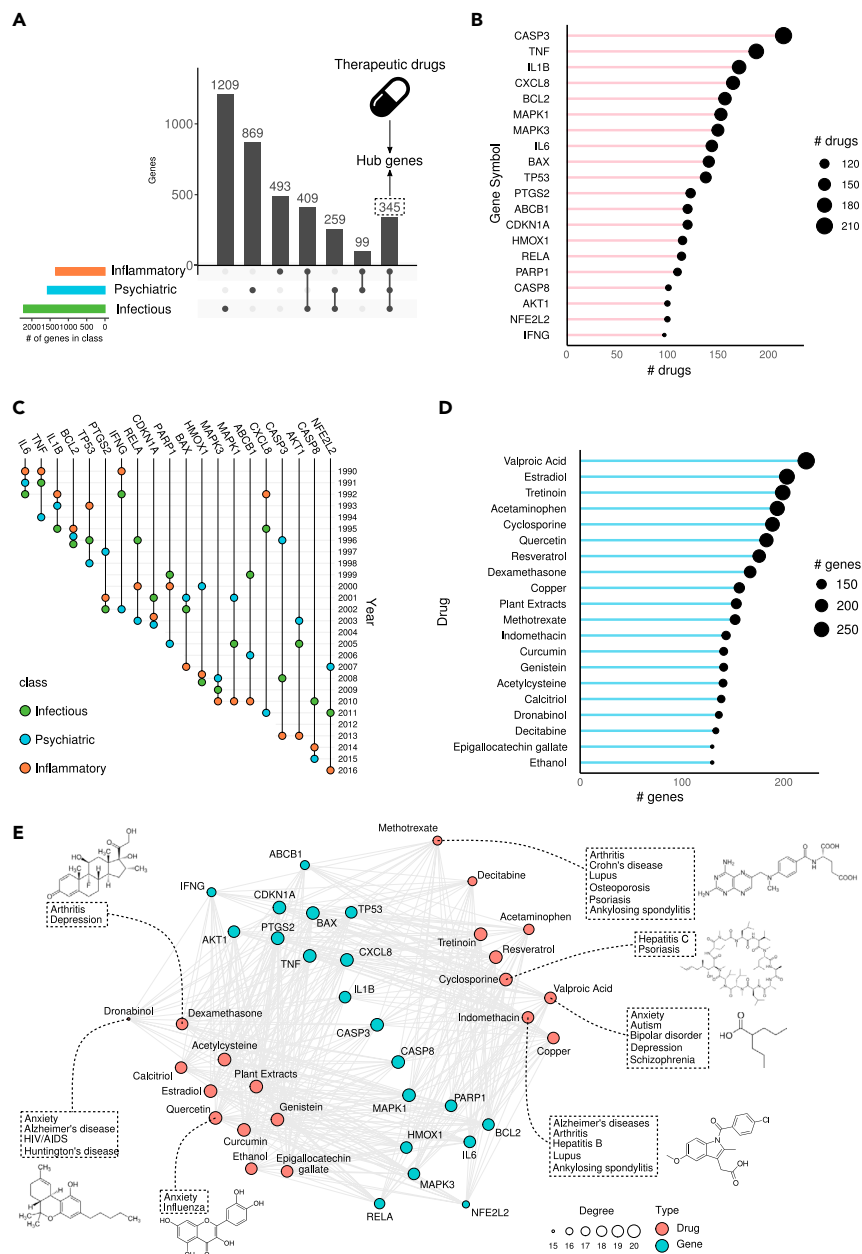 A
Therapeutic drugs
Hub genes
1209
869
493
409
345
259
99
Genes
1000
500
0
Inflammatory
Psychiatric
Infectious
2000 1500 1000 500 0
# of genes in class
B
Gene Symbol
CASP3
TNF
IL1B
CXCL8
BCL2
MAPK1
MAPK3
IL6
BAX
TP53
PTGS2
ABCB1
CDKN1A
HMOX1
RELA
PARP1
CASP8
AKT1
NFE2L2
IFNG
0 50 100 150 200
# drugs
# drugs
120
150
180
210
C
IL6
TNF
IL1B
BCL2
TP53
PTGS2
IFNG
RELA
CDKN1A
PARP1
BAX
HMOX1
MAPK3
MAPK1
ABCB1
CXCL8
CASP3
AKT1
CASP8
NFE2L2
1990
1991
1992
1993
1994
1995
1996
1997
1998
1999
2000
2001
2002
2003
2004
2005
2006
2007
2008
2009
2010
2011
2012
2013
2014
2015
2016
Year
class
Infectious
Psychiatric
Inflammatory
D
Drug
Valproic Acid
Estradiol
Tretinoin
Acetaminophen
Cyclosporine
Quercetin
Resveratrol
Dexamethasone
Copper
Plant Extracts
Methotrexate
Indomethacin
Curcumin
Genistein
Acetylcysteine
Calcitriol
Dronabinol
Decitabine
Epigallocatechin gallate
Ethanol
0 100 200
# genes
# genes
150
200
250
E
Methotrexate
ABCB1
Decitabine
IFNG
CDKN1A
TP53
BAX
AKT1
PTGS2
TNF
CXCL8
IL1B
CASP3
CASP8
MAPK1
PARP1
BCL2
HMOX1
IL6
MAPK3
RELA
NFE2L2
Acetaminophen
Tretinoin
Resveratrol
Cyclosporine
Valproic Acid
Indomethacin
Copper
Dronabinol
Dexamethasone
Acetylcysteine
Calcitriol
Plant Extracts
Estradiol
Quercetin
Genistein
Curcumin
Ethanol
Epigallocatechin
gallate
Arthritis
Depression
Anxiety
Alzheimer's disease
HIV/AIDS
Huntington's disease
Anxiety
Influenza
Arthritis
Crohn's disease
Lupus
Osteoporosis
Psoriasis
Ankylosing spondylitis
Hepatitis C
Psoriasis
Anxiety
Autism
Bipolar disorder
Depression
Schizophrenia
Alzheimer's diseases
Arthritis
Hepatitis B
Lupus
Ankylosing spondylitis
Degree
15 16 17 18 19 20
Type
Drug
Gene